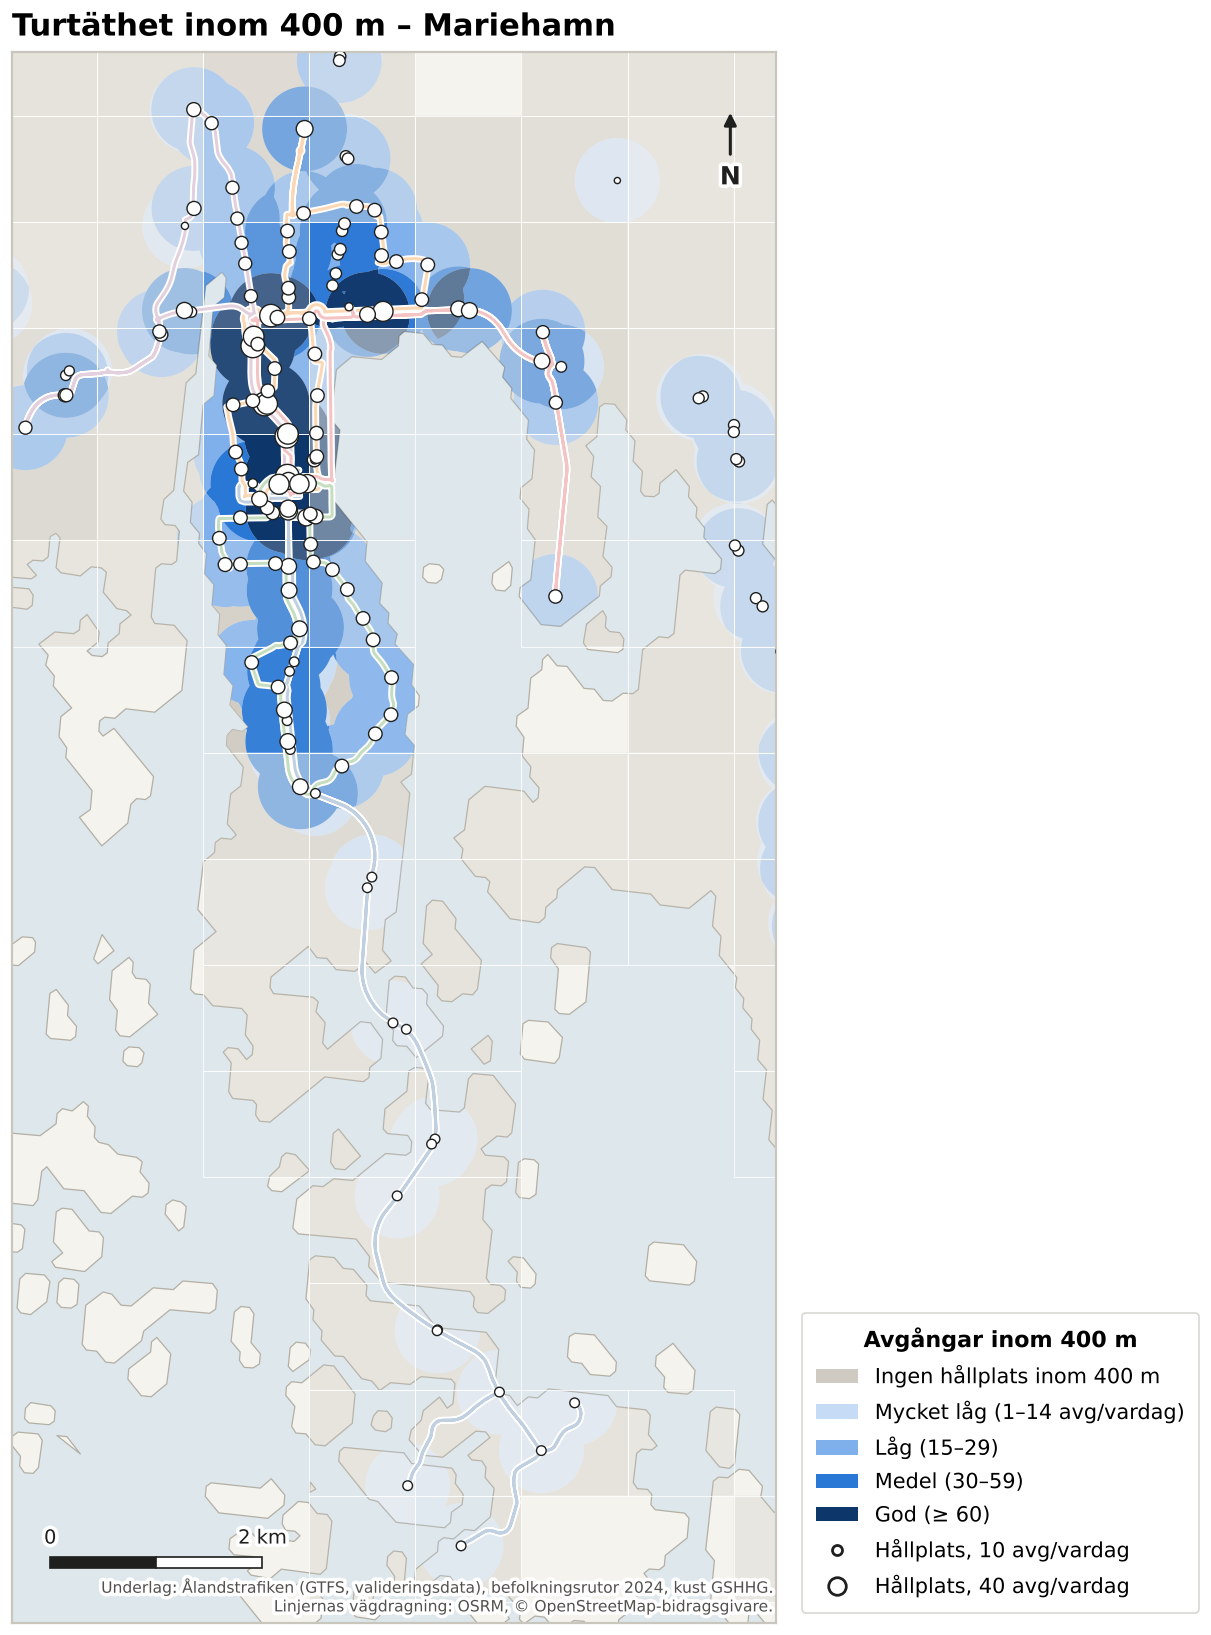 Turtäthet inom 400 m – Mariehamn
N
0 2 km
Underlag: Ålandstrafiken (GTFS, valideringsdata), befolkningsrutor 2024, kust GSHHG.
Linjernas vägdragning: OSRM, © OpenStreetMap-bidragsgivare.
Avgångar inom 400 m
Ingen hållplats inom 400 m
Mycket låg (1–14 avg/vardag)
Låg (15–29)
Medel (30–59)
God (≥ 60)
Hållplats, 10 avg/vardag
Hållplats, 40 avg/vardag